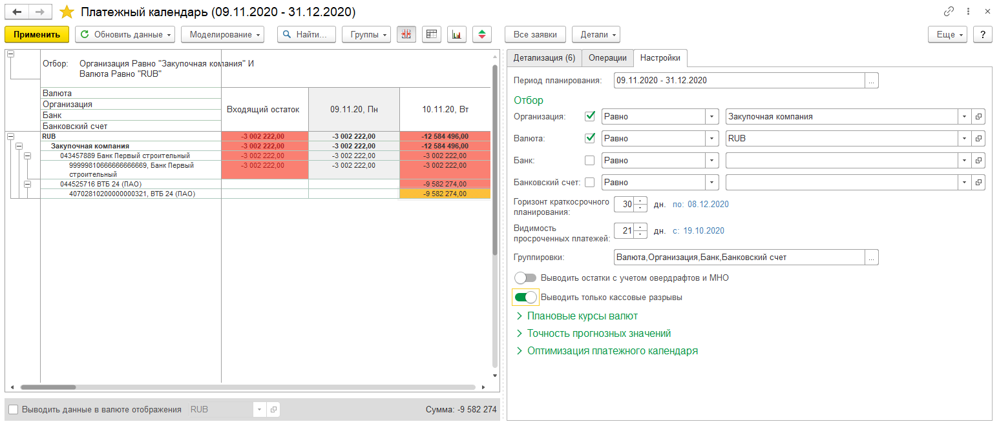 Платежный календарь (09.11.2020 - 31.12.2020)
Применить Обновить данные Моделирование Найти... Группы Все заявки Детали Еще ?
Отбор: Организация Равно "Закупочная компания" И
Валюта Равно "RUB"
Валюта
Организация
Банк
Банковский счет
Входящий остаток 09.11.20, Пн 10.11.20, Вт
RUB -3 002 222,00 -3 002 222,00 -12 584 496,00
Закупочная компания -3 002 222,00 -3 002 222,00 -12 584 496,00
043457889 Банк Первый строительный -3 002 222,00 -3 002 222,00 -3 002 222,00
99999810666666666669, Банк Первый -3 002 222,00 -3 002 222,00 -3 002 222,00
строительный
044525716 ВТБ 24 (ПАО) -9 582 274,00
40702810200000000321, ВТБ 24 (ПАО) -9 582 274,00
Выводить данные в валюте отображения RUB Сумма: -9 582 274
Детализация (6) Операции Настройки
Период планирования: 09.11.2020 - 31.12.2020 ...
Отбор
Организация: Равно Закупочная компания
Валюта: Равно RUB
Банк: Равно
Банковский счет: Равно
Горизонт краткосрочного
планирования: 30 дн. по: 08.12.2020
Видимость
просроченных платежей: 21 дн. с: 19.10.2020
Группировки: Валюта,Организация,Банк,Банковский счет ...
Выводить остатки с учетом овердрафтов и МНО
Выводить только кассовые разрывы
Плановые курсы валют
Точность прогнозных значений
Оптимизация платежного календаря